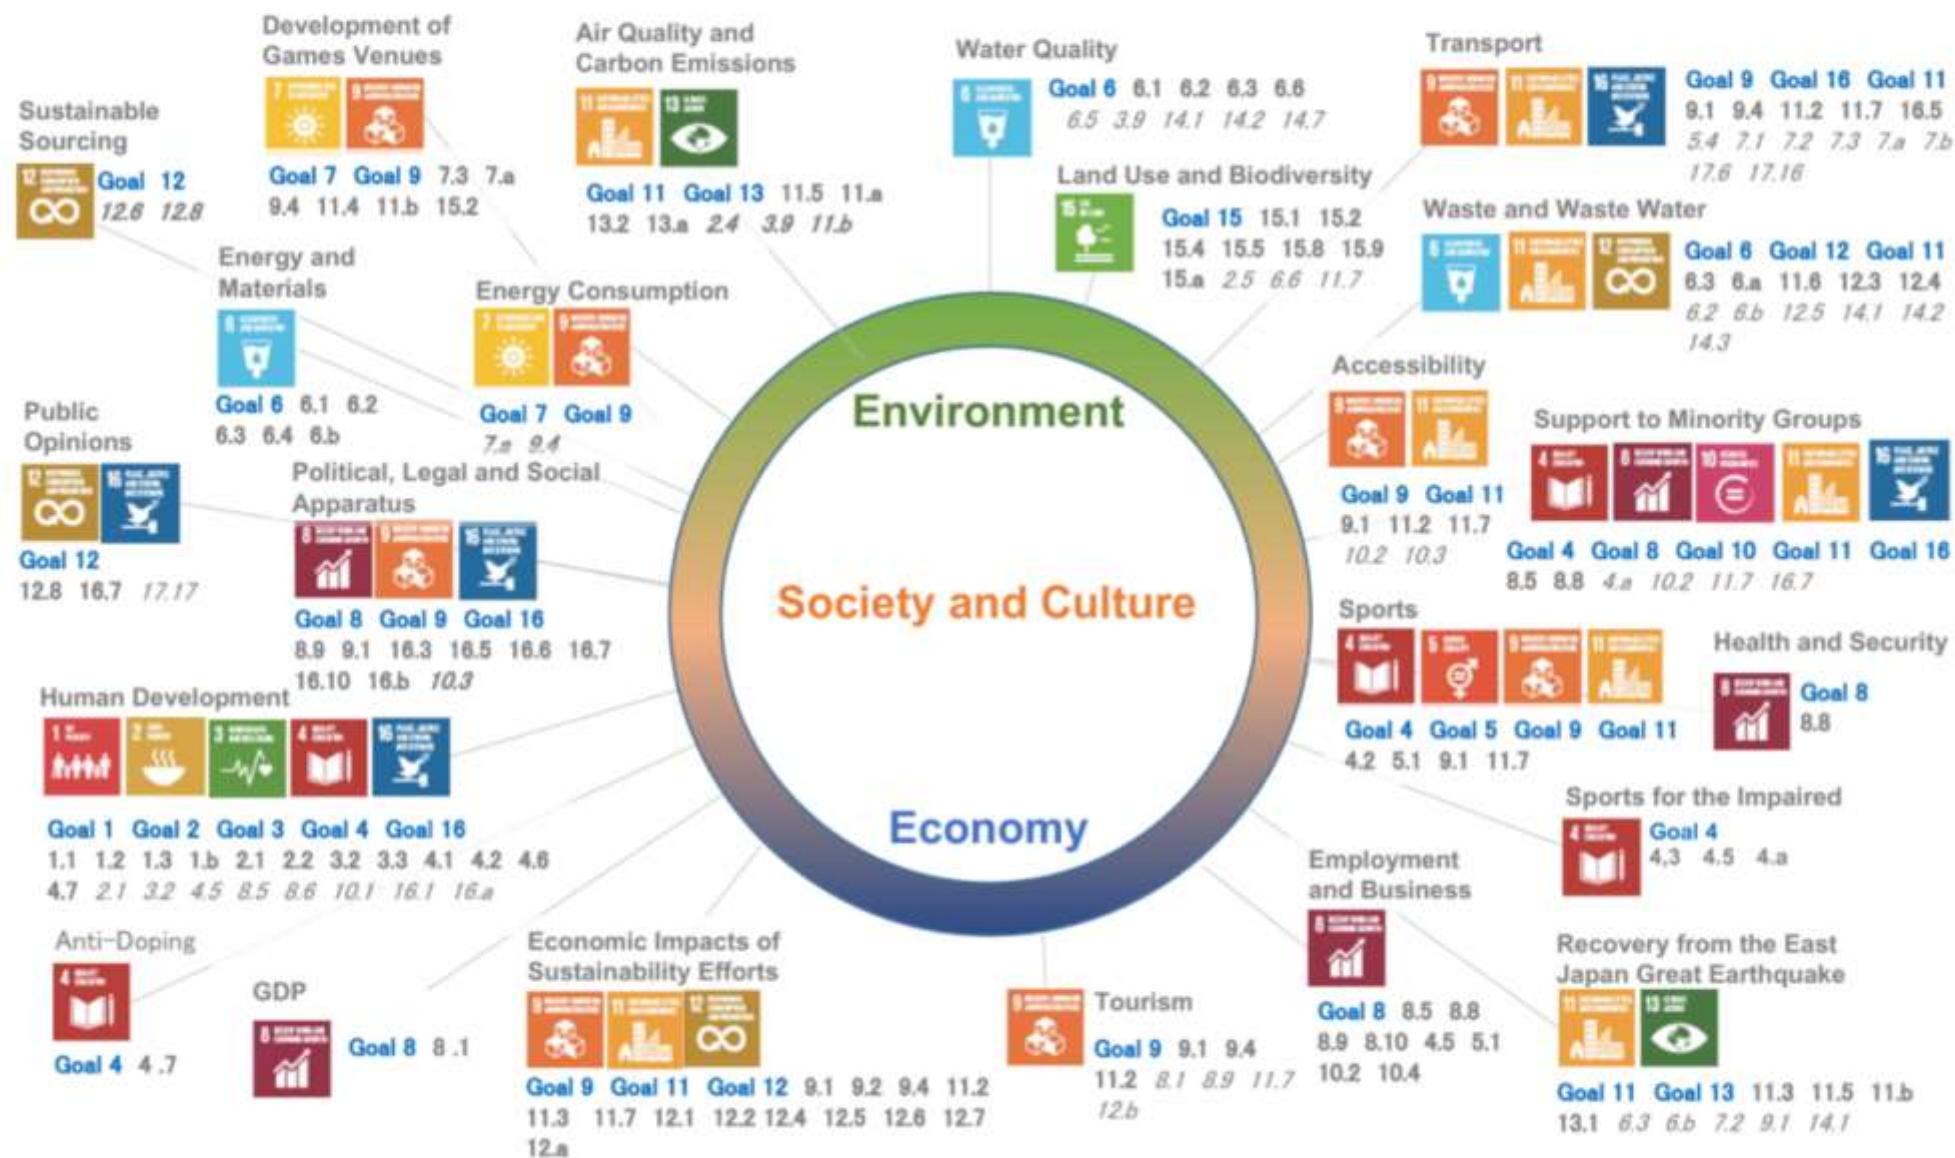 Sustainable
Sourcing
Goal 12
12.6 12.8
Development of
Games Venues
Goal 7 Goal 9 7.3 7.a
9.4 11.4 11.b 15.2
Air Quality and
Carbon Emissions
Goal 11 Goal 13 11.5 11.a
13.2 13.a 2.4 3.9 11.b
Water Quality
Goal 6 6.1 6.2 6.3 6.6
6.5 3.9 14.1 14.2 14.7
Land Use and Biodiversity
Goal 15 15.1 15.2
15.4 15.5 15.8 15.9
15.a 2.5 6.6 11.7
Transport
Goal 9 Goal 16 Goal 11
9.1 9.4 11.2 11.7 16.5
5.4 7.1 7.2 7.3 7.a 7.b
17.6 17.16
Waste and Waste Water
Goal 6 Goal 12 Goal 11
6.3 6.a 11.6 12.3 12.4
6.2 6.b 12.5 14.1 14.2
14.3
Energy and
Materials
Goal 6 6.1 6.2
6.3 6.4 6.b
Energy Consumption
Goal 7 Goal 9
7.a 9.4
Environment
Society and Culture
Economy
Accessibility
Goal 9 Goal 11
9.1 11.2 11.7
10.2 10.3
Support to Minority Groups
Goal 4 Goal 8 Goal 10 Goal 11 Goal 16
8.5 8.8 4.a 10.2 11.7 16.7
Public
Opinions
Goal 12
12.8 16.7 17.17
Political, Legal and Social
Apparatus
Goal 8 Goal 9 Goal 16
8.9 9.1 16.3 16.5 16.6 16.7
16.10 16.b 10.3
Sports
Goal 4 Goal 5 Goal 9 Goal 11
4.2 5.1 9.1 11.7
Health and Security
Goal 8
8.8
Human Development
Goal 1 Goal 2 Goal 3 Goal 4 Goal 16
1.1 1.2 1.3 1.b 2.1 2.2 3.2 3.3 4.1 4.2 4.6
4.7 2.1 3.2 4.5 8.5 8.6 10.1 16.1 16.a
Sports for the Impaired
Goal 4
4,3 4.5 4.a
Anti-Doping
Goal 4 4.7
GDP
Goal 8 8.1
Economic Impacts of
Sustainability Efforts
Goal 9 Goal 11 Goal 12 9.1 9.2 9.4 11.2
11.3 11.7 12.1 12.2 12.4 12.5 12.6 12.7
12.a
Tourism
Goal 9 9.1 9.4
11.2 8.1 8.9 11.7
12.b
Employment
and Business
Goal 8 8.5 8.8
8.9 8.10 4.5 5.1
10.2 10.4
Recovery from the East
Japan Great Earthquake
Goal 11 Goal 13 11.3 11.5 11.b
13.1 6.3 6.b 7.2 9.1 14.1